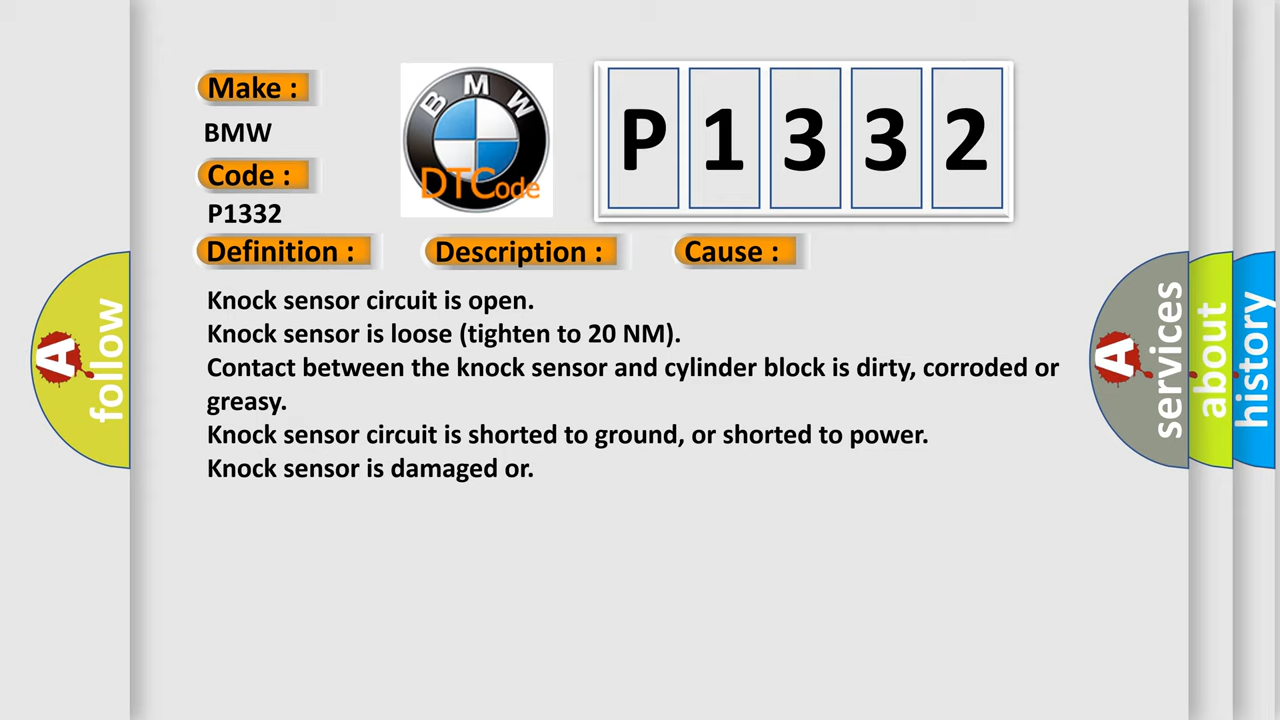 Make :
BMW
Code :
P1332
BMW
DTCode
P1332
Definition :
Description :
Cause :
Knock sensor circuit is open.
Knock sensor is loose (tighten to 20 NM).
Contact between the knock sensor and cylinder block is dirty, corroded or
greasy.
Knock sensor circuit is shorted to ground, or shorted to power.
Knock sensor is damaged or.
A
follow
A
services
about
history